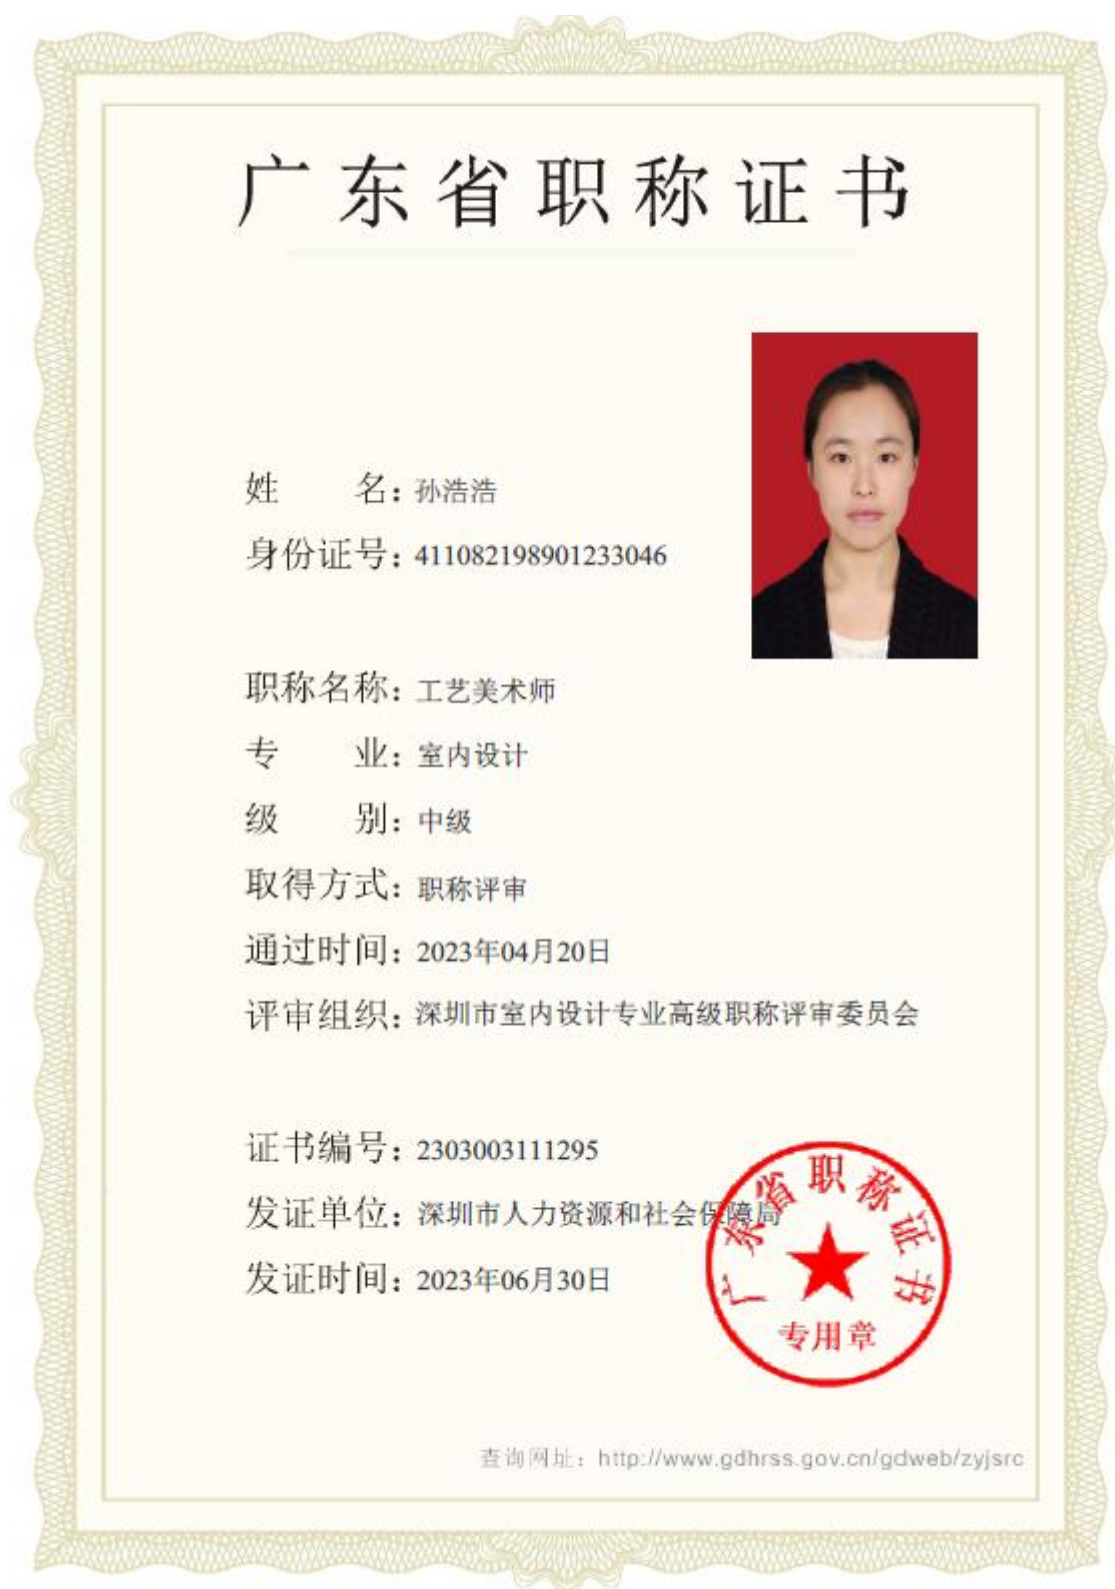 广东省职称证书
姓 名：孙浩浩
身份证号：411082198901233046
职称名称：工艺美术师
专 业：室内设计
级 别：中级
取得方式：职称评审
通过时间：2023年04月20日
评审组织：深圳市室内设计专业高级职称评审委员会
证书编号：2303003111295
发证单位：深圳市人力资源和社会保障局
发证时间：2023年06月30日
广东省职称证书
专用章
查询网址：http://www.gdhrss.gov.cn/gdweb/zyjsrc